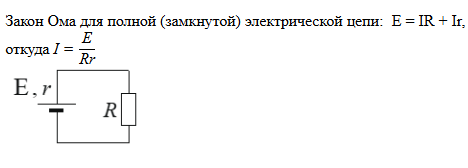 Закон Ома для полной (замкнутой) электрической цепи: E = IR + Ir,
откуда I = E/Rr
E, r
R